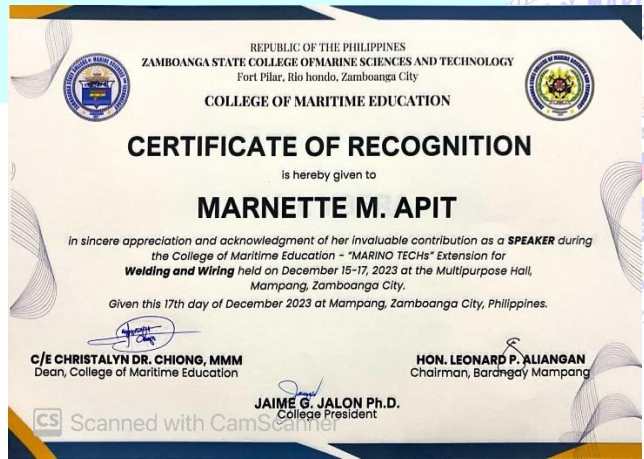 REPUBLIC OF THE PHILIPPINES
ZAMBOANGA STATE COLLEGE OFMARINE SCIENCES AND TECHNOLOGY
Fort Pilar, Rio hondo, Zamboanga City
COLLEGE OF MARITIME EDUCATION
CERTIFICATE OF RECOGNITION
is hereby given to
MARNETTE M. APIT
in sincere appreciation and acknowledgment of her invaluable contribution as a SPEAKER during
the College of Maritime Education - "MARINO TECHs" Extension for
Welding and Wiring held on December 15-17, 2023 at the Multipurpose Hall,
Mampang, Zamboanga City.
Given this 17th day of December 2023 at Mampang, Zamboanga City, Philippines.
C/E CHRISTALYN DR. CHIONG, MMM
Dean, College of Maritime Education
HON. LEONARD P. ALIANGAN
Chairman, Barangay Mampang
JAIME G. JALON Ph.D.
College President
CS Scanned with CamScanner